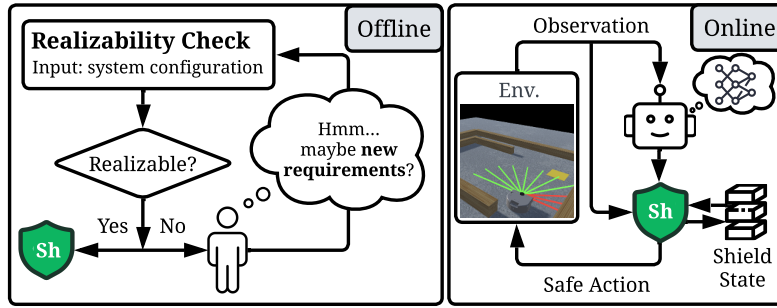 Offline
Realizability Check
Input: system configuration
Realizable?
Yes
No
Sh
Hmm...
maybe new
requirements?
Online
Observation
Env.
Sh
Shield
State
Safe Action